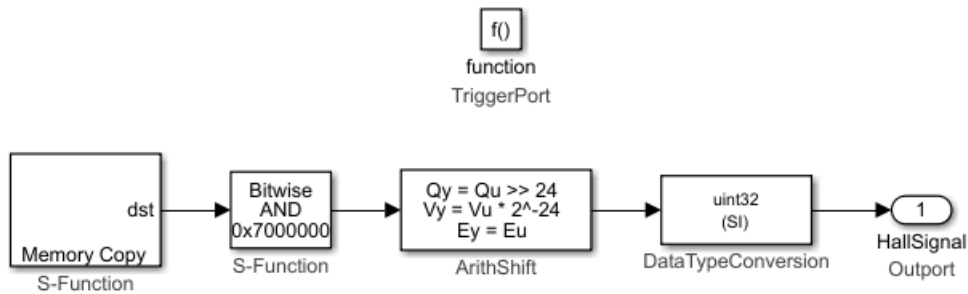 f()
function
TriggerPort
dst
Memory Copy
S-Function
Bitwise
AND
0x7000000
S-Function
Qy = Qu >> 24
Vy = Vu * 2^-24
Ey = Eu
ArithShift
uint32
(SI)
DataTypeConversion
1
HallSignal
Outport